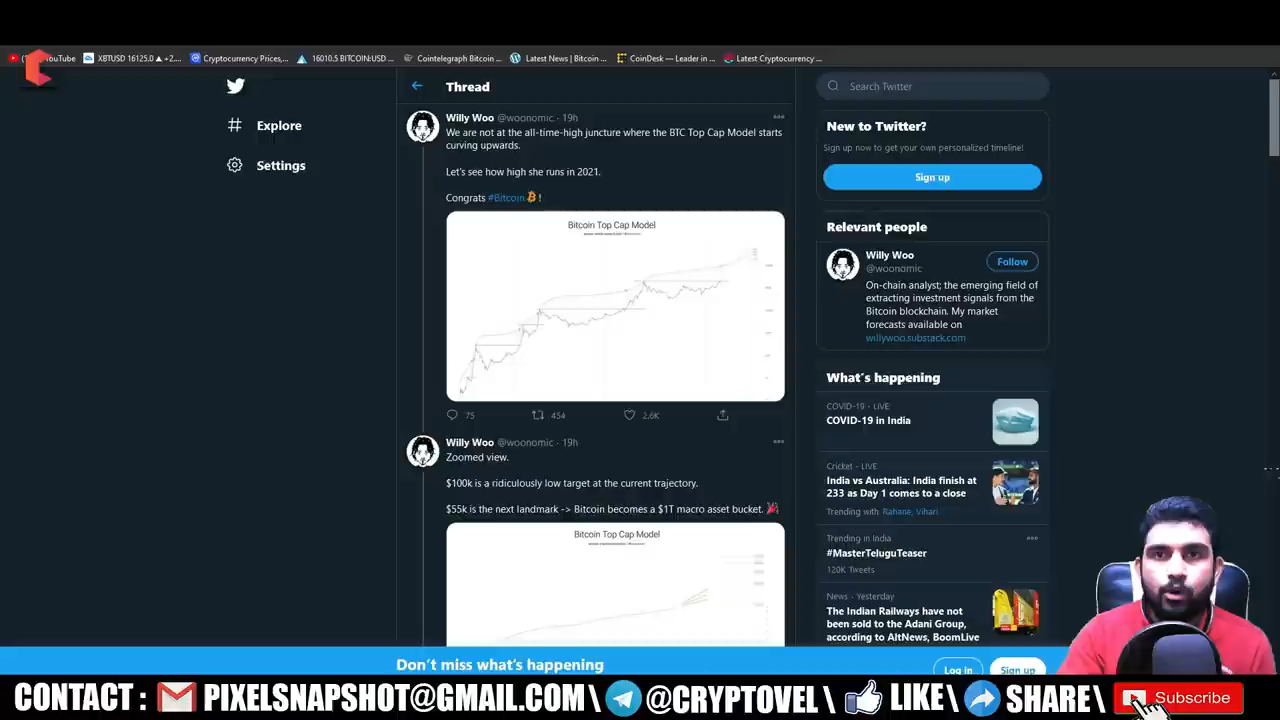 XBTUSD 16125.0 ▲ +2....
Cryptocurrency Prices,...
16010.5 BITCOIN:USD ...
Cointelegraph Bitcoin ...
Latest News | Bitcoin ...
CoinDesk — Leader in ...
Latest Cryptocurrency ...
Explore
Settings
Thread
Willy Woo @woonomic · 19h
We are not at the all-time-high juncture where the BTC Top Cap Model starts
curving upwards.
Let's see how high she runs in 2021.
Congrats #Bitcoin !
Bitcoin Top Cap Model
75
454
2.6K
Willy Woo @woonomic · 19h
Zoomed view.
$100k is a ridiculously low target at the current trajectory.
$55k is the next landmark -> Bitcoin becomes a $1T macro asset bucket.
Bitcoin Top Cap Model
Search Twitter
New to Twitter?
Sign up now to get your own personalized timeline!
Sign up
Relevant people
Willy Woo
@woonomic
Follow
On-chain analyst; the emerging field of
extracting investment signals from the
Bitcoin blockchain. My market
forecasts available on
willywoo.substack.com
What's happening
COVID-19 · LIVE
COVID-19 in India
Cricket · LIVE
India vs Australia: India finish at
233 as Day 1 comes to a close
Trending with Rahane, Vihari
Trending in India
#MasterTeluguTeaser
120K Tweets
News · Yesterday
The Indian Railways have not
been sold to the Adani Group,
according to AltNews, BoomLive
Don't miss what's happening
Log in
Sign up
CONTACT : PIXELSNAPSHOT@GMAIL.COM\ @CRYPTOVEL\ LIKE\ SHARE\ Subscribe